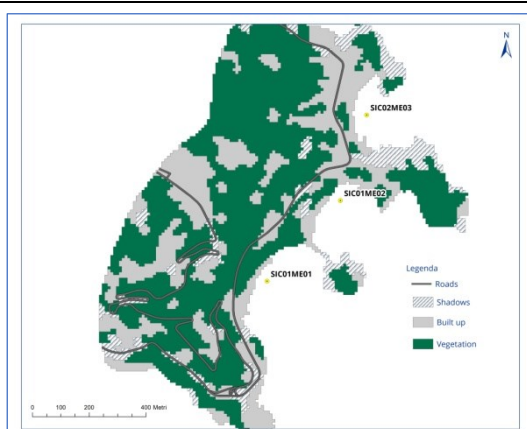 N
SIC02ME03
SIC01ME02
SIC01ME01
Legenda
Roads
Shadows
Built up
Vegetation
0 100 200 400 Metri